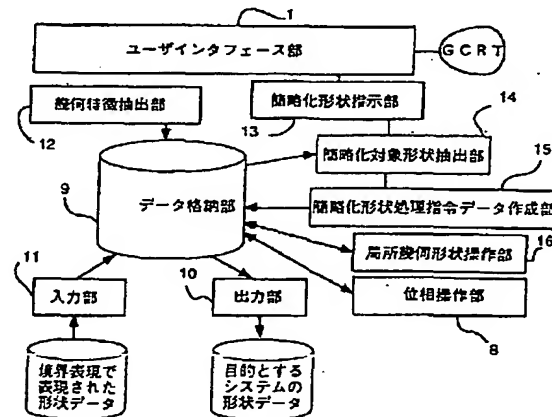 1
ユーザインタフェース部
GCRT
幾何特徴抽出部
12
簡略化形状指示部
13
14
簡略化対象形状抽出部
15
簡略化形状処理指令データ作成部
9
データ格納部
局所幾何形状操作部
16
11
入力部
10
出力部
位相操作部
8
境界表現で
表現された
形状データ
目的とする
システムの
形状データ